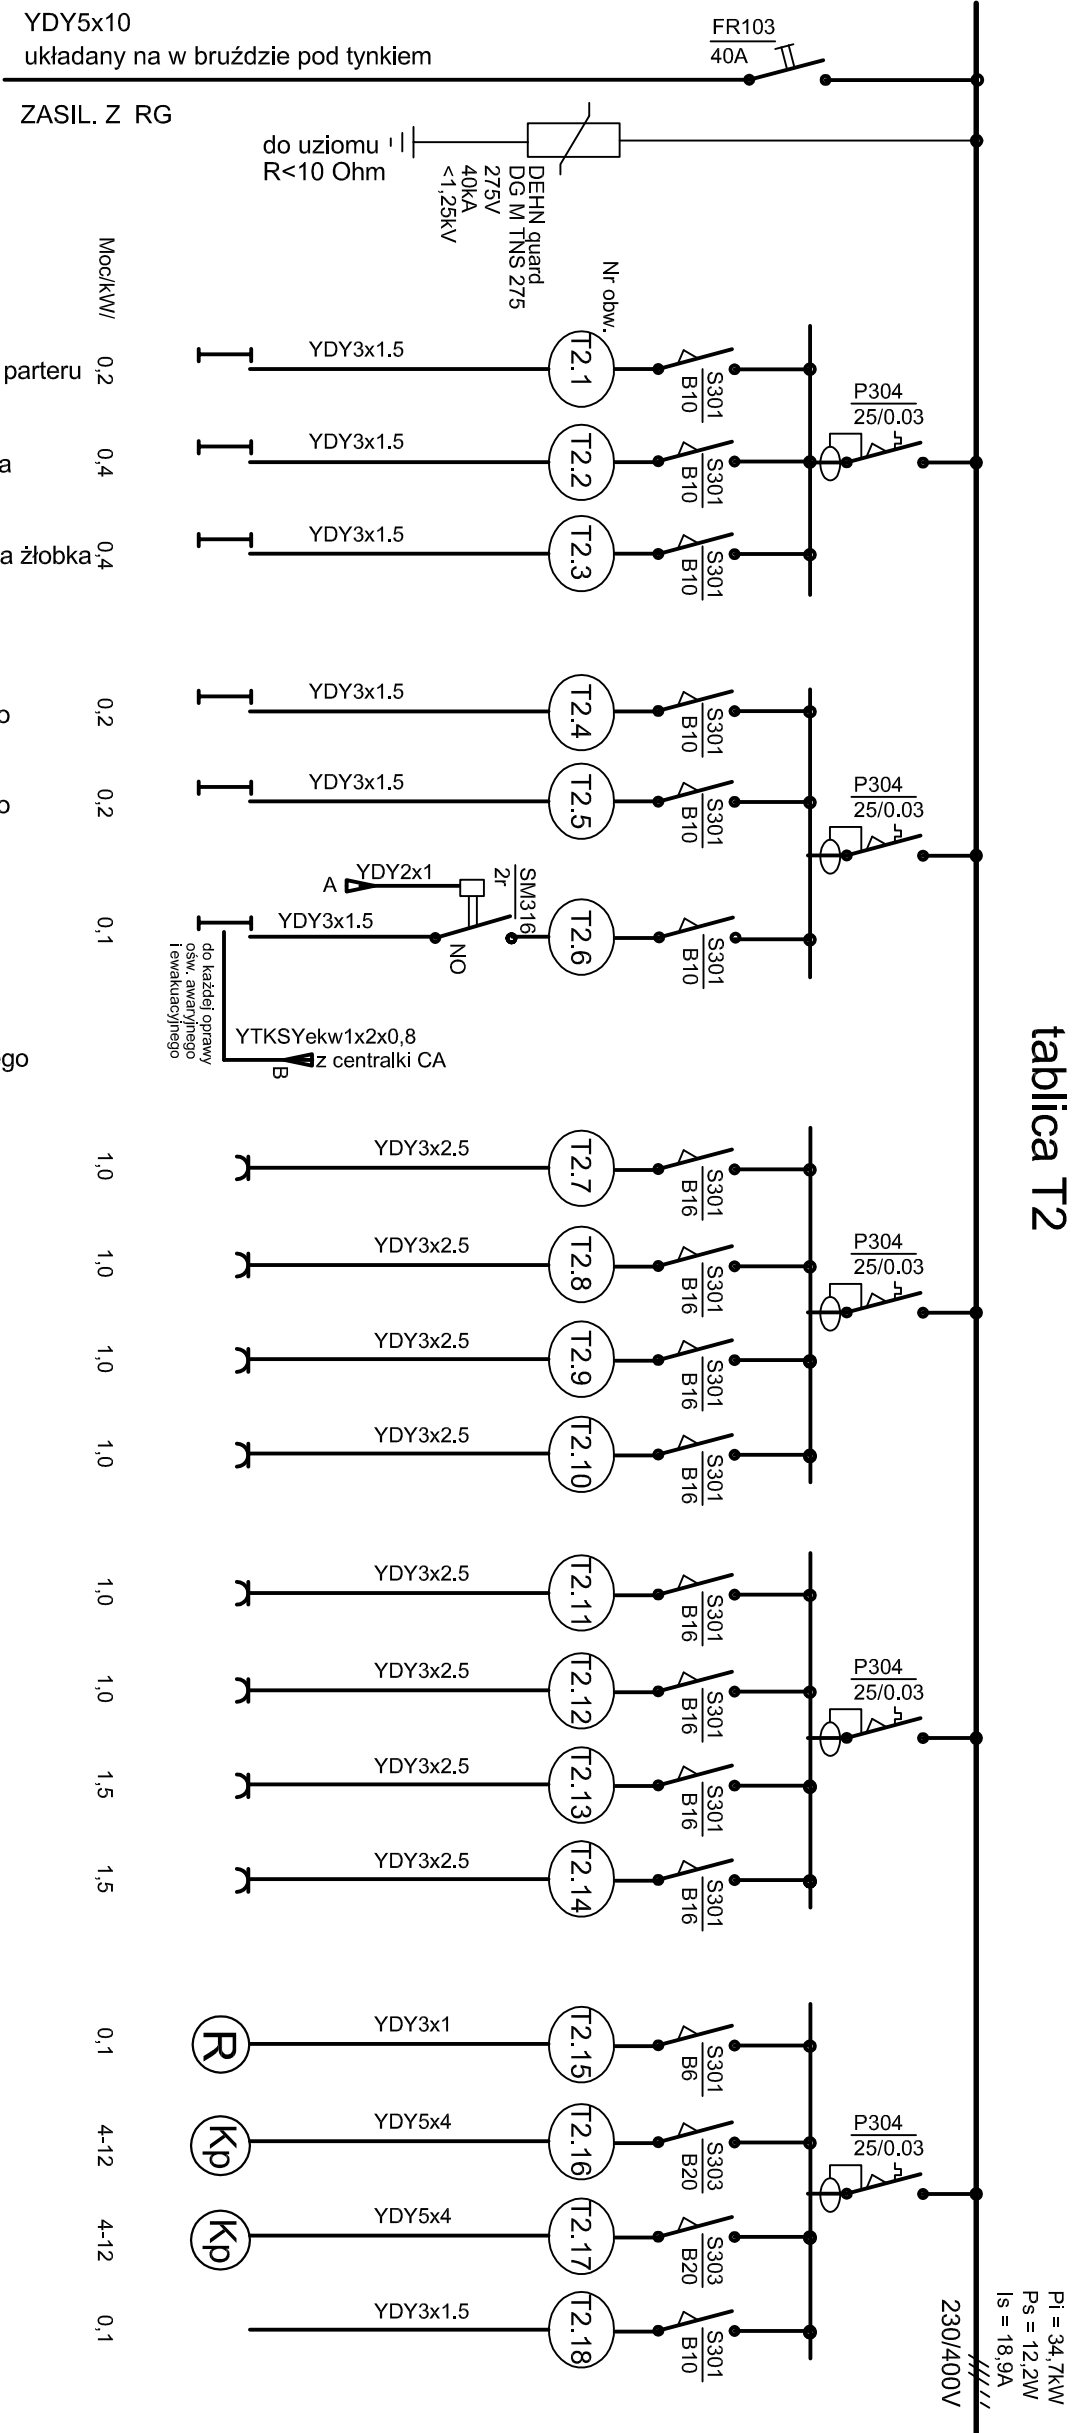 YDY5x10
układany na w bruździe pod tynkiem
ZASIL. Z RG
FR103
40A
do uziomu
R<10 Ohm
DEHN quard
DG M TNS 275
275V
40kA
<1,25kV
Nr obw.
Moc/kW/
tablica T2
parteru
0,2
YDY3x1.5
T2.1
S301
B10
P304
25/0.03
a
0,4
YDY3x1.5
T2.2
S301
B10
a żłobka
0,4
YDY3x1.5
T2.3
S301
B10
o
0,2
YDY3x1.5
T2.4
S301
B10
o
0,2
YDY3x1.5
T2.5
S301
B10
P304
25/0.03
A
YDY2x1
SM316
2r
0,1
YDY3x1.5
NO
T2.6
S301
B10
do każdej oprawy
ośw. awaryjnego
i ewakuacyjnego
YTKSYekw1x2x0,8
B
z centralki CA
ego
1,0
YDY3x2.5
T2.7
S301
B16
1,0
YDY3x2.5
T2.8
S301
B16
P304
25/0.03
1,0
YDY3x2.5
T2.9
S301
B16
1,0
YDY3x2.5
T2.10
S301
B16
1,0
YDY3x2.5
T2.11
S301
B16
1,0
YDY3x2.5
T2.12
S301
B16
P304
25/0.03
1,5
YDY3x2.5
T2.13
S301
B16
1,5
YDY3x2.5
T2.14
S301
B16
0,1
R
YDY3x1
T2.15
S301
B6
4-12
Kp
YDY5x4
T2.16
S303
B20
P304
25/0.03
4-12
Kp
YDY5x4
T2.17
S303
B20
0,1
YDY3x1.5
T2.18
S301
B10
Pi = 34,7kW
Ps = 12,2W
Is = 18,9A
230/400V